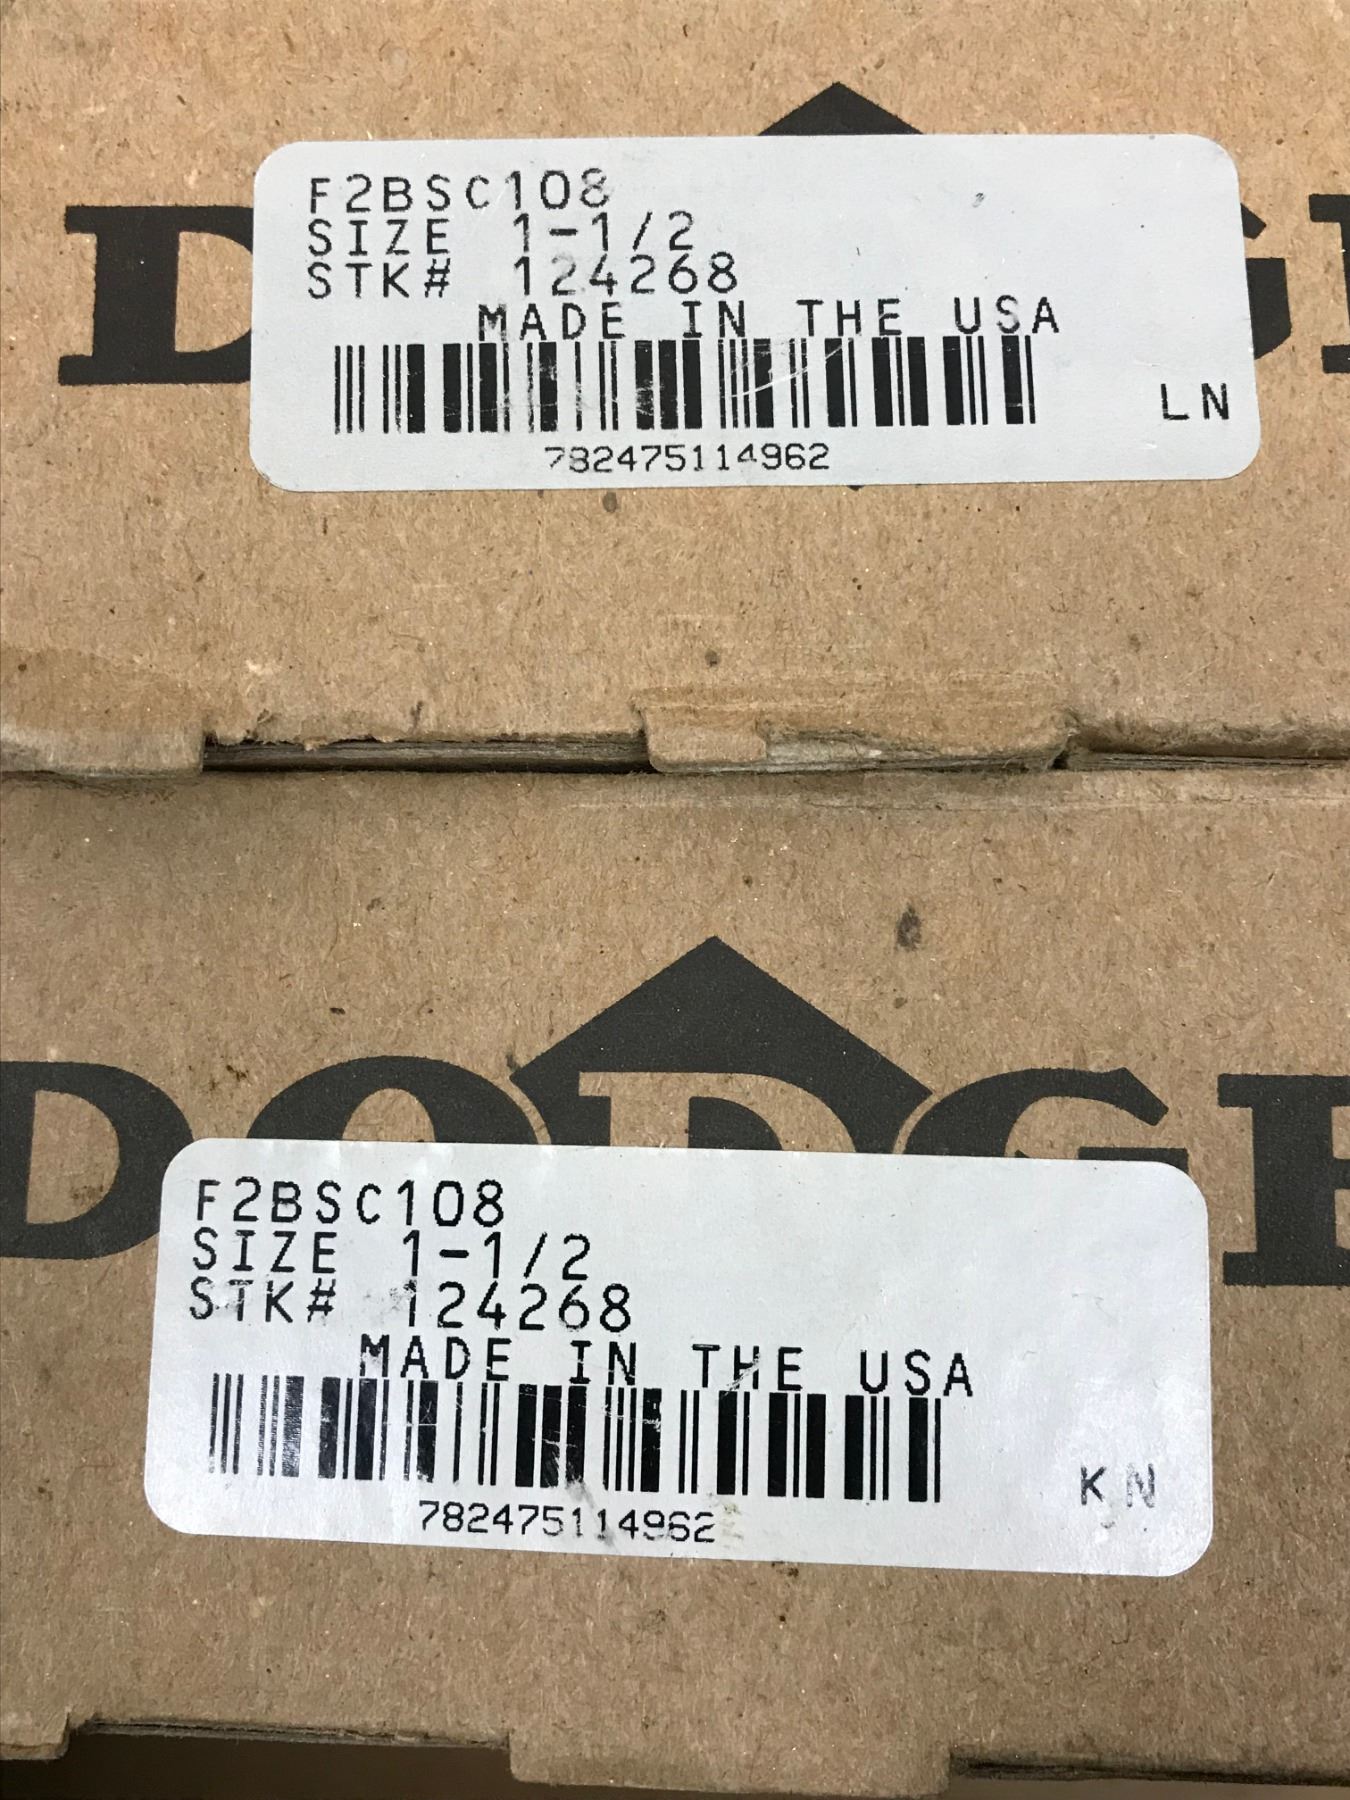 F2BSC108
SIZE 1-1/2
STK# 124268
MADE IN THE USA
LN
782475114962
DODGE
F2BSC108
SIZE 1-1/2
STK# 124268
MADE IN THE USA
KN
782475114962